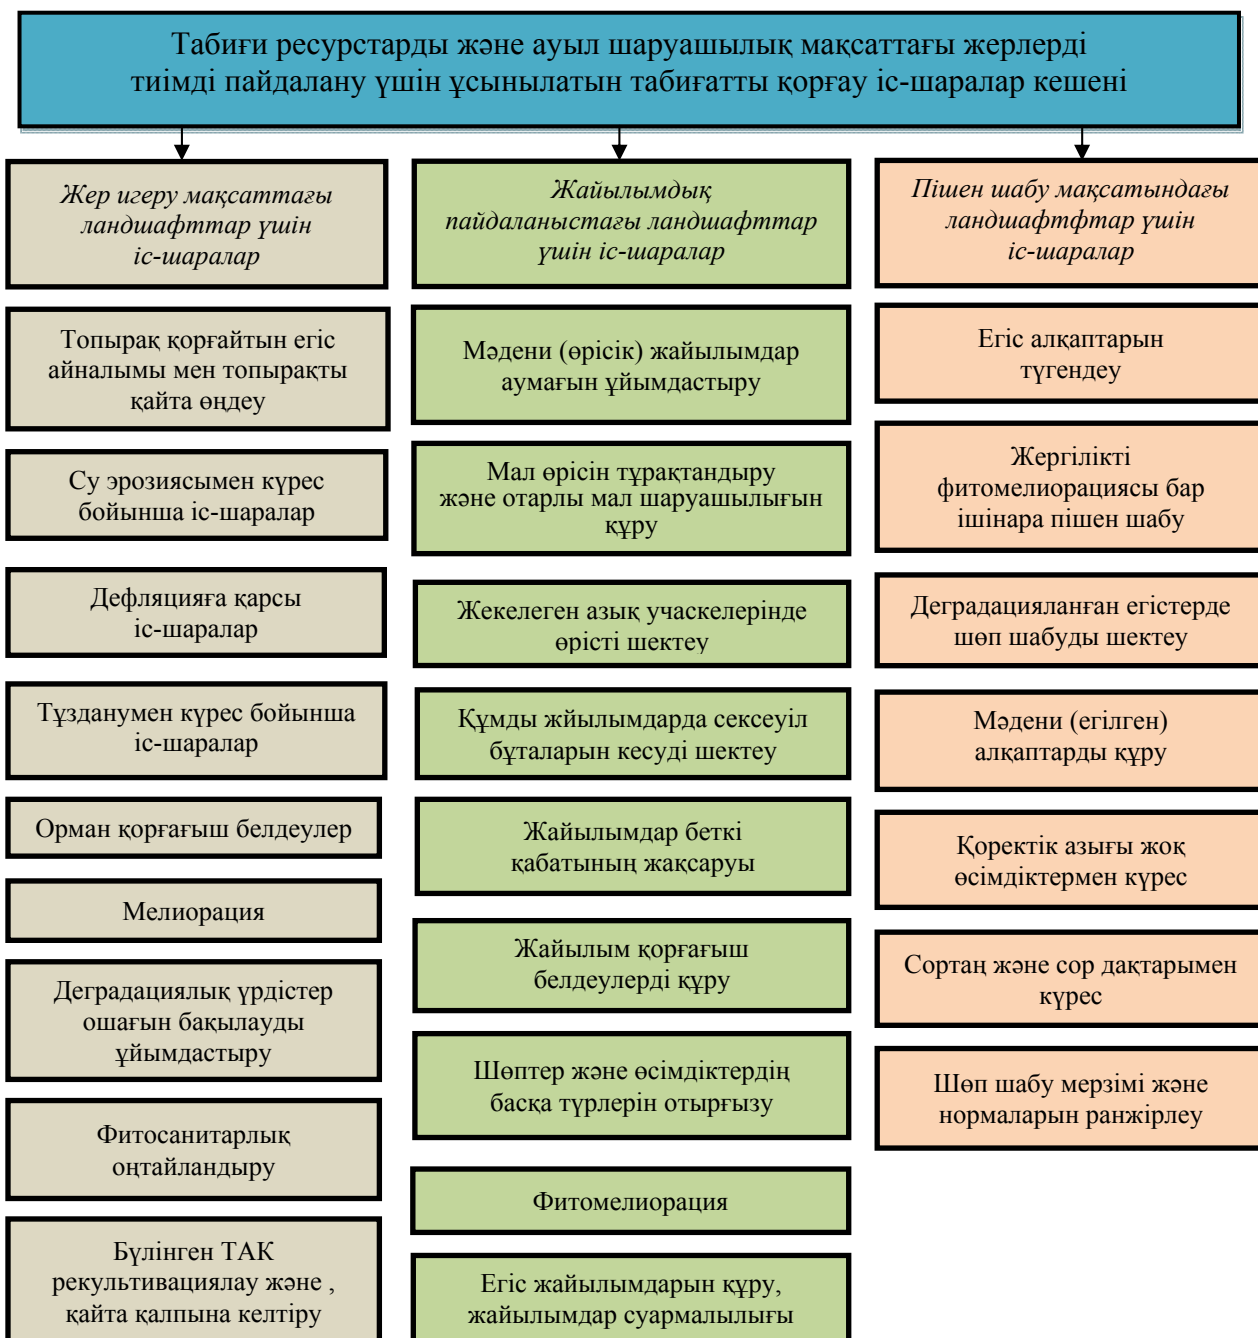 Табиғи ресурстарды және ауыл шаруашылық мақсаттағы жерлерді
тиімді пайдалану үшін ұсынылатын табиғатты қорғау іс-шаралар кешені
Жер игеру мақсаттағы
ландшафттар үшін
іс-шаралар
Топырақ қорғайтын егіс
айналымы мен топырақты
қайта өңдеу
Су эрозиясымен күрес
бойынша іс-шаралар
Дефляцияға қарсы
іс-шаралар
Тұзданумен күрес бойынша
іс-шаралар
Орман қорғағыш белдеулер
Мелиорация
Деградациялық үрдістер
ошағын бақылауды
ұйымдастыру
Фитосанитарлық
оңтайландыру
Бүлінген ТАК
рекультивациялау және ,
қайта қалпына келтіру
Жайылымдық
пайдаланыстағы ландшафттар
үшін іс-шаралар
Мәдени (өрісік) жайылымдар
аумағын ұйымдастыру
Мал өрісін тұрақтандыру
және отарлы мал шаруашылығын
құру
Жекелеген азық учаскелерінде
өрісті шектеу
Құмды жйылымдарда сексеуіл
бұталарын кесуді шектеу
Жайылымдар беткі
қабатының жақсаруы
Жайылым қорғағыш
белдеулерді құру
Шөптер және өсімдіктердің
басқа түрлерін отырғызу
Фитомелиорация
Егіс жайылымдарын құру,
жайылымдар суармалылығы
Пішен шабу мақсатындағы
ландшафтфтар үшін
іс-шаралар
Егіс алқаптарын
түгендеу
Жергілікті
фитомелиорациясы бар
ішінара пішен шабу
Деградацияланған егістерде
шөп шабуды шектеу
Мәдени (егілген)
алқаптарды құру
Қоректік азығы жоқ
өсімдіктермен күрес
Сортаң және сор дақтарымен
күрес
Шөп шабу мерзімі және
нормаларын ранжірлеу